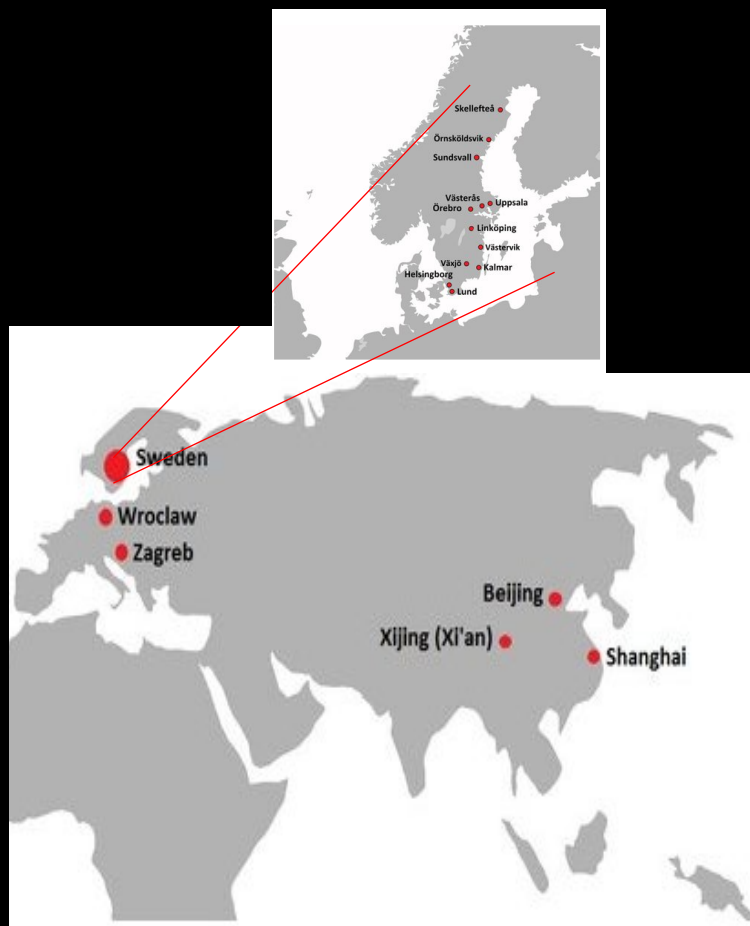 Skellefteå
Örnsköldsvik
Sundsvall
Västerås
Uppsala
Örebro
Linköping
Västervik
Växjö
Kalmar
Helsingborg
Lund
Sweden
Wroclaw
Zagreb
Beijing
Xijing (Xi'an)
Shanghai